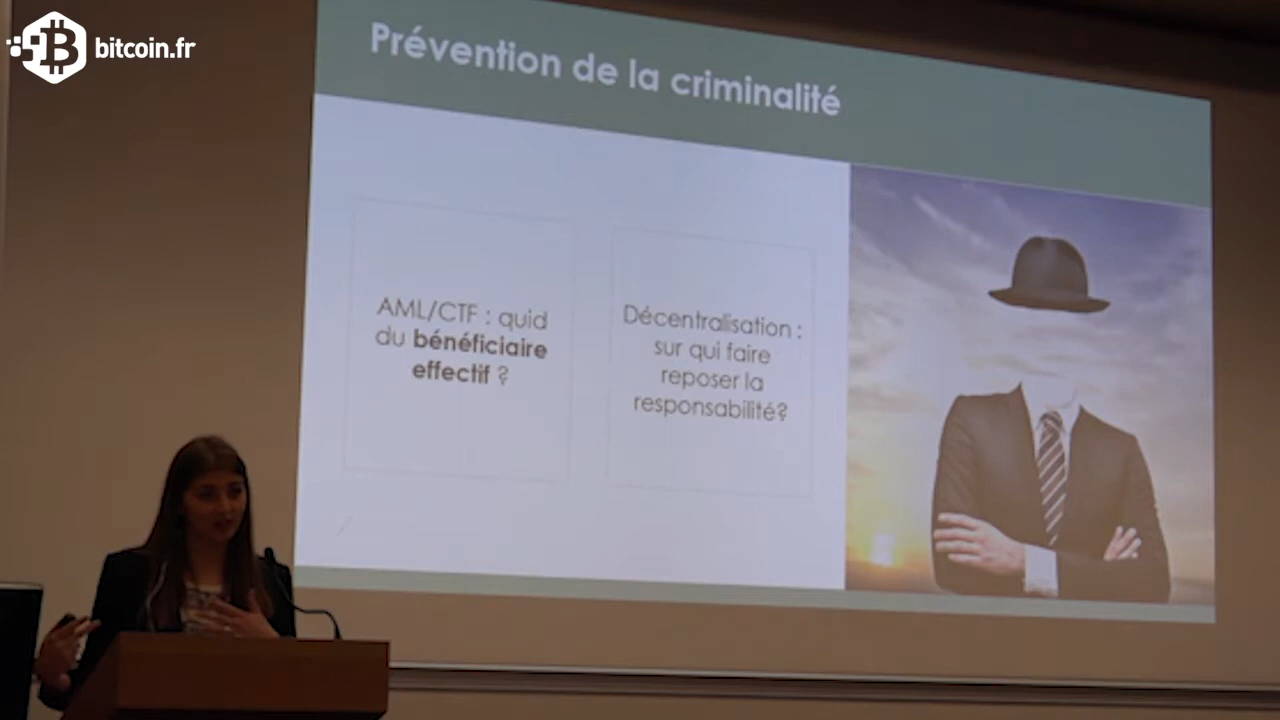 bitcoin.fr
Prévention de la criminalité
AML/CTF : quid
du bénéficiaire
effectif ?
Décentralisation :
sur qui faire
reposer la
responsabilité?